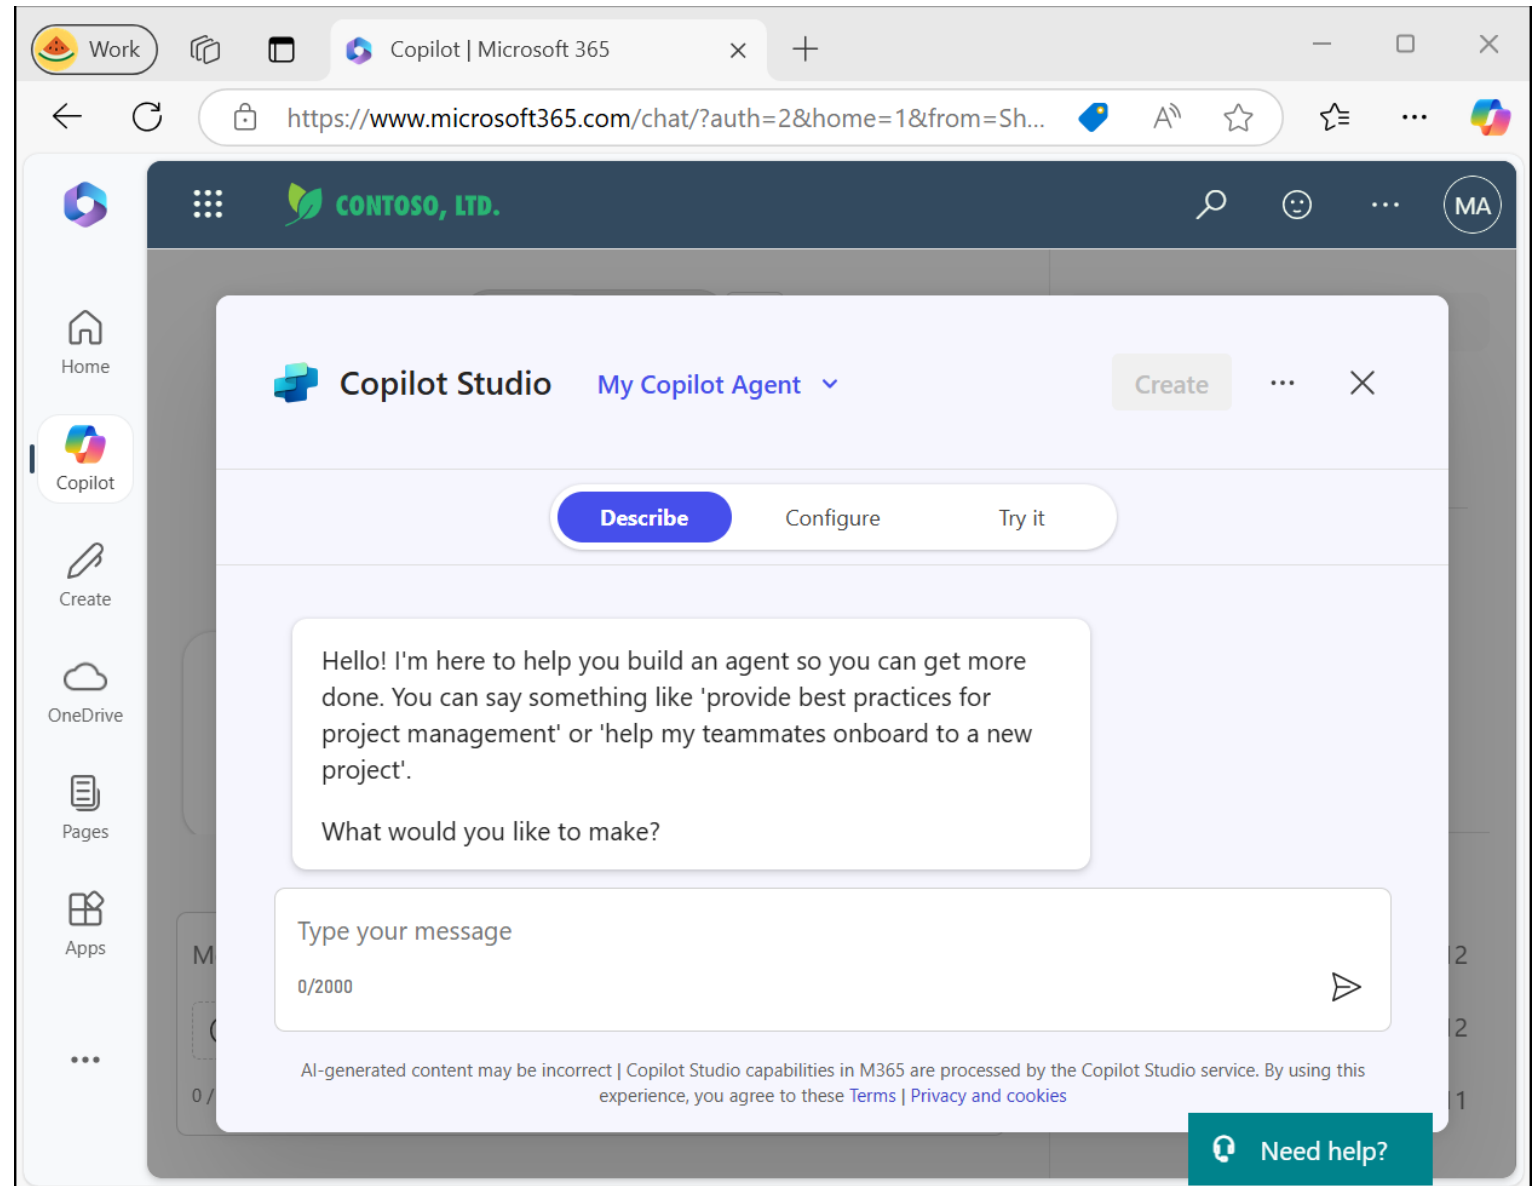 Work
Copilot | Microsoft 365
https://www.microsoft365.com/chat/?auth=2&home=1&from=Sh...
CONTOSO, LTD.
MA
Home
Copilot
Create
OneDrive
Pages
Apps
Copilot Studio
My Copilot Agent
Create
Describe
Configure
Try it
Hello! I'm here to help you build an agent so you can get more
done. You can say something like 'provide best practices for
project management' or 'help my teammates onboard to a new
project'.
What would you like to make?
Type your message
0/2000
AI-generated content may be incorrect | Copilot Studio capabilities in M365 are processed by the Copilot Studio service. By using this
experience, you agree to these Terms | Privacy and cookies
Need help?